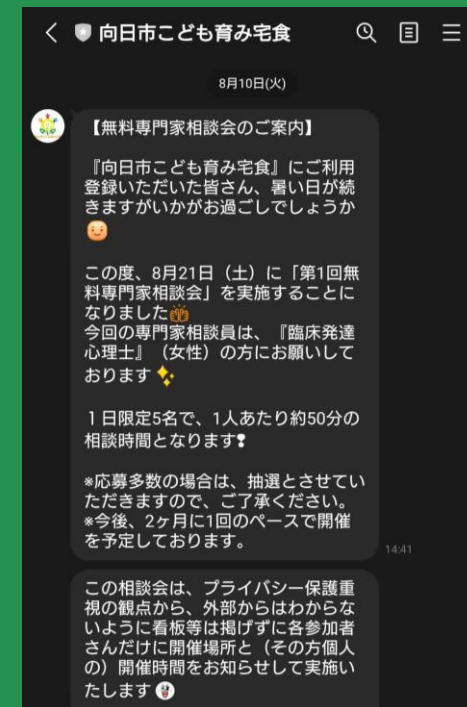 向日市こども育み宅食
8月10日(火)
【無料専門家相談会のご案内】
『向日市こども育み宅食』にご利用
登録いただいた皆さん、暑い日が続
きますがいかがお過ごしでしょうか
この度、8月21日（土）に「第1回無
料専門家相談会」を実施することに
なりました
今回の専門家相談員は、『臨床発達
心理士』（女性）の方にお願いして
おります
１日限定5名で、1人あたり約50分の
相談時間となります❢
※応募多数の場合は、抽選とさせてい
ただきますので、ご了承ください。
※今後、2ヶ月に1回のペースで開催
を予定しております。
14:41
この相談会は、プライバシー保護重
視の観点から、外部からはわからな
いように看板等は掲げずに各参加者
さんだけに開催場所と（その方個人
の）開催時間をお知らせして実施い
たします